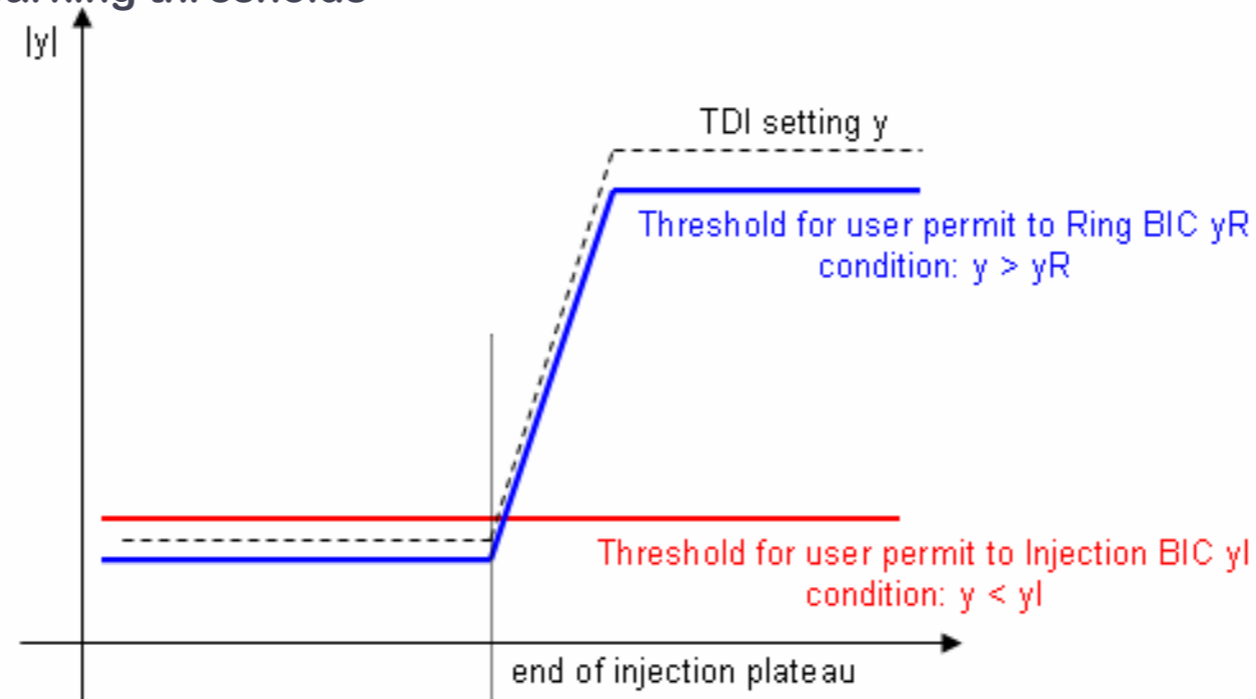 |y|
TDI setting y
Threshold for user permit to Ring BIC yR
condition: y > yR
Threshold for user permit to Injection BIC yI
condition: y < yI
end of injection plateau